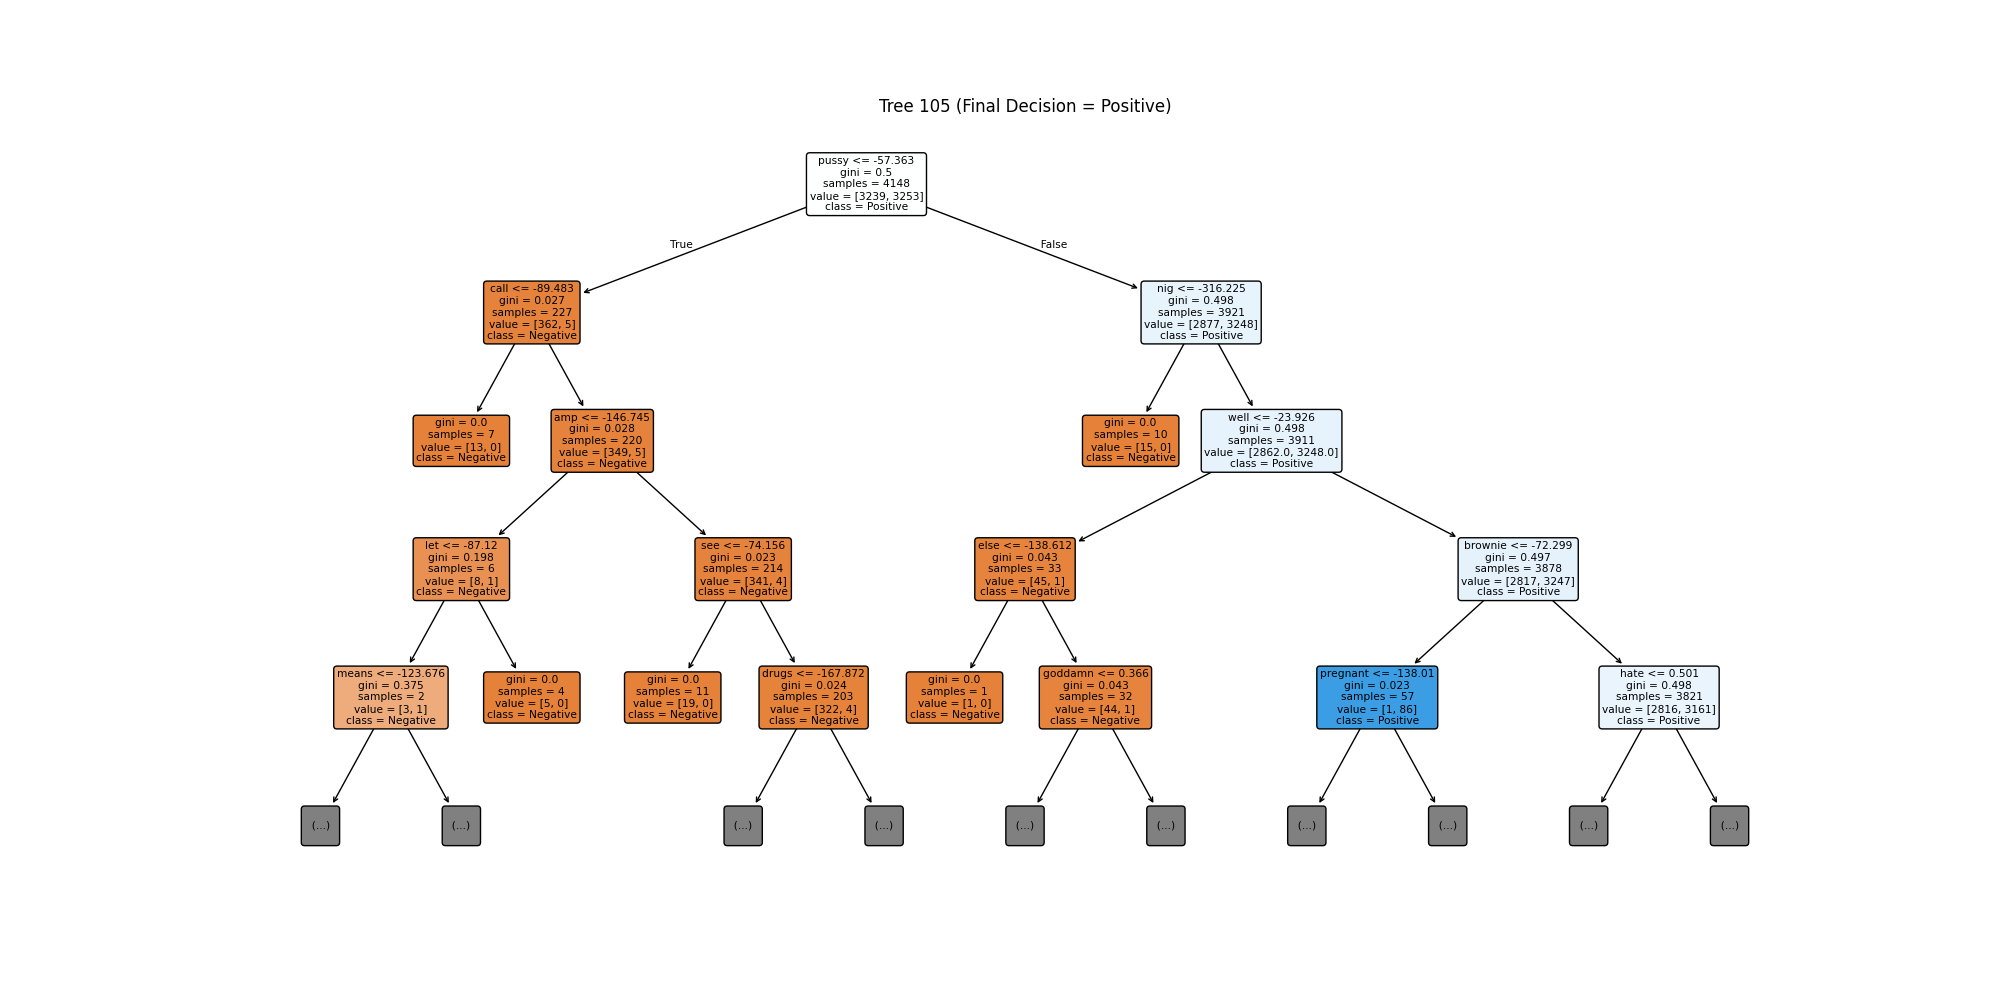 Tree 105 (Final Decision = Positive)
pussy <= -57.363
gini = 0.5
samples = 4148
value = [3239, 3253]
class = Positive
True
False
call <= -89.483
gini = 0.027
samples = 227
value = [362, 5]
class = Negative
nig <= -316.225
gini = 0.498
samples = 3921
value = [2877, 3248]
class = Positive
gini = 0.0
samples = 7
value = [13, 0]
class = Negative
amp <= -146.745
gini = 0.028
samples = 220
value = [349, 5]
class = Negative
gini = 0.0
samples = 10
value = [15, 0]
class = Negative
well <= -23.926
gini = 0.498
samples = 3911
value = [2862.0, 3248.0]
class = Positive
let <= -87.12
gini = 0.198
samples = 6
value = [8, 1]
class = Negative
see <= -74.156
gini = 0.023
samples = 214
value = [341, 4]
class = Negative
else <= -138.612
gini = 0.043
samples = 33
value = [45, 1]
class = Negative
brownie <= -72.299
gini = 0.497
samples = 3878
value = [2817, 3247]
class = Positive
means <= -123.676
gini = 0.375
samples = 2
value = [3, 1]
class = Negative
gini = 0.0
samples = 4
value = [5, 0]
class = Negative
gini = 0.0
samples = 11
value = [19, 0]
class = Negative
drugs <= -167.872
gini = 0.024
samples = 203
value = [322, 4]
class = Negative
gini = 0.0
samples = 1
value = [1, 0]
class = Negative
goddamn <= 0.366
gini = 0.043
samples = 32
value = [44, 1]
class = Negative
pregnant <= -138.01
gini = 0.023
samples = 57
value = [1, 86]
class = Positive
hate <= 0.501
gini = 0.498
samples = 3821
value = [2816, 3161]
class = Positive
(...)
(...)
(...)
(...)
(...)
(...)
(...)
(...)
(...)
(...)